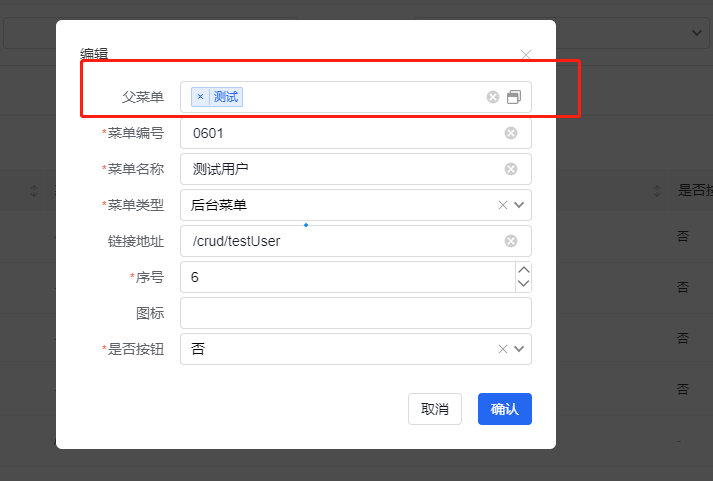 编辑
父菜单 × 测试
*菜单编号 0601
*菜单名称 测试用户
*菜单类型 后台菜单
链接地址 /crud/testUser
*序号 6
图标
*是否按钮 否
取消 确认
是否按
否
否
否
否
-